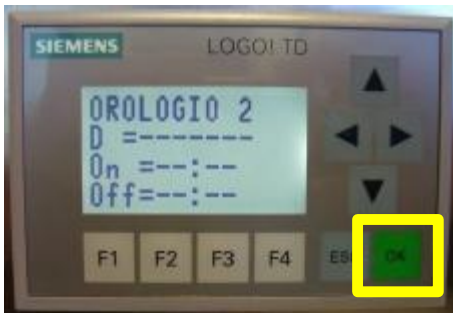 SIEMENS LOGO! TD
OROLOGIO 2
D =-------
On =--:--
Off=--:--
F1 F2 F3 F4 ESC OK